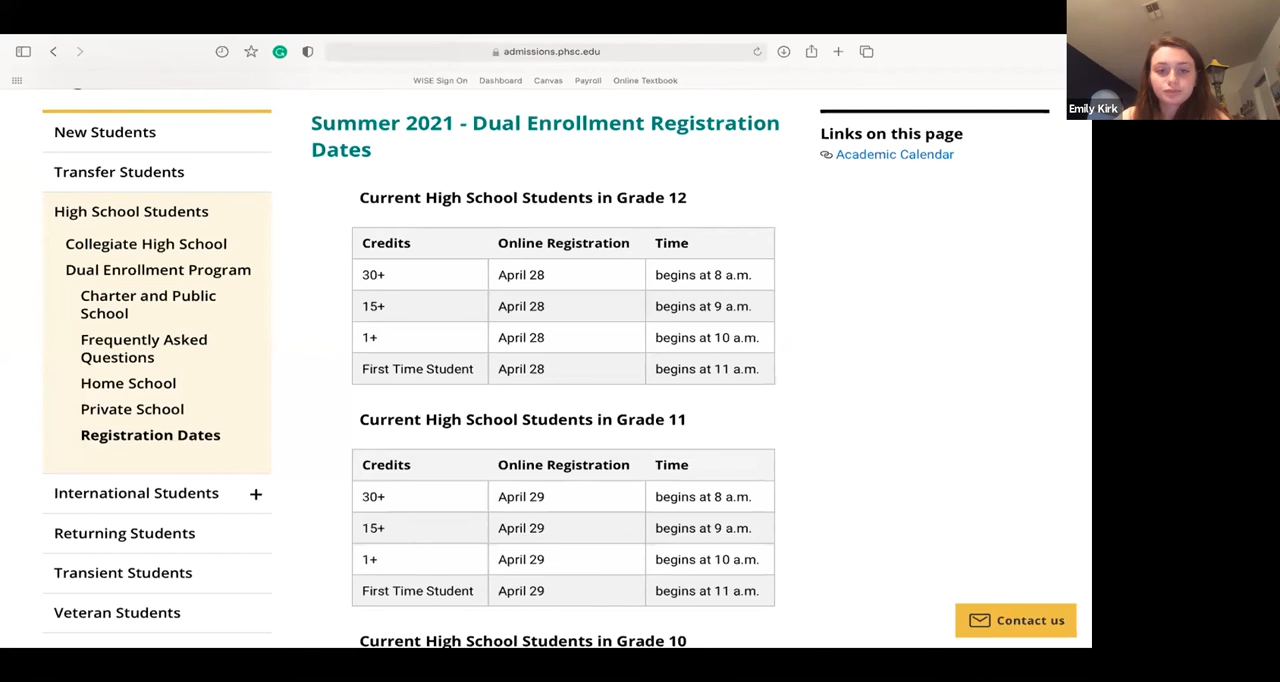 admissions.phsc.edu
WISE Sign On Dashboard Canvas Payroll Online Textbook
Emily Kirk
New Students
Transfer Students
High School Students
Collegiate High School
Dual Enrollment Program
Charter and Public
School
Frequently Asked
Questions
Home School
Private School
Registration Dates
International Students +
Returning Students
Transient Students
Veteran Students
Summer 2021 - Dual Enrollment Registration
Dates
Current High School Students in Grade 12
Credits Online Registration Time
30+ April 28 begins at 8 a.m.
15+ April 28 begins at 9 a.m.
1+ April 28 begins at 10 a.m.
First Time Student April 28 begins at 11 a.m.
Current High School Students in Grade 11
Credits Online Registration Time
30+ April 29 begins at 8 a.m.
15+ April 29 begins at 9 a.m.
1+ April 29 begins at 10 a.m.
First Time Student April 29 begins at 11 a.m.
Current High School Students in Grade 10
Links on this page
Academic Calendar
Contact us